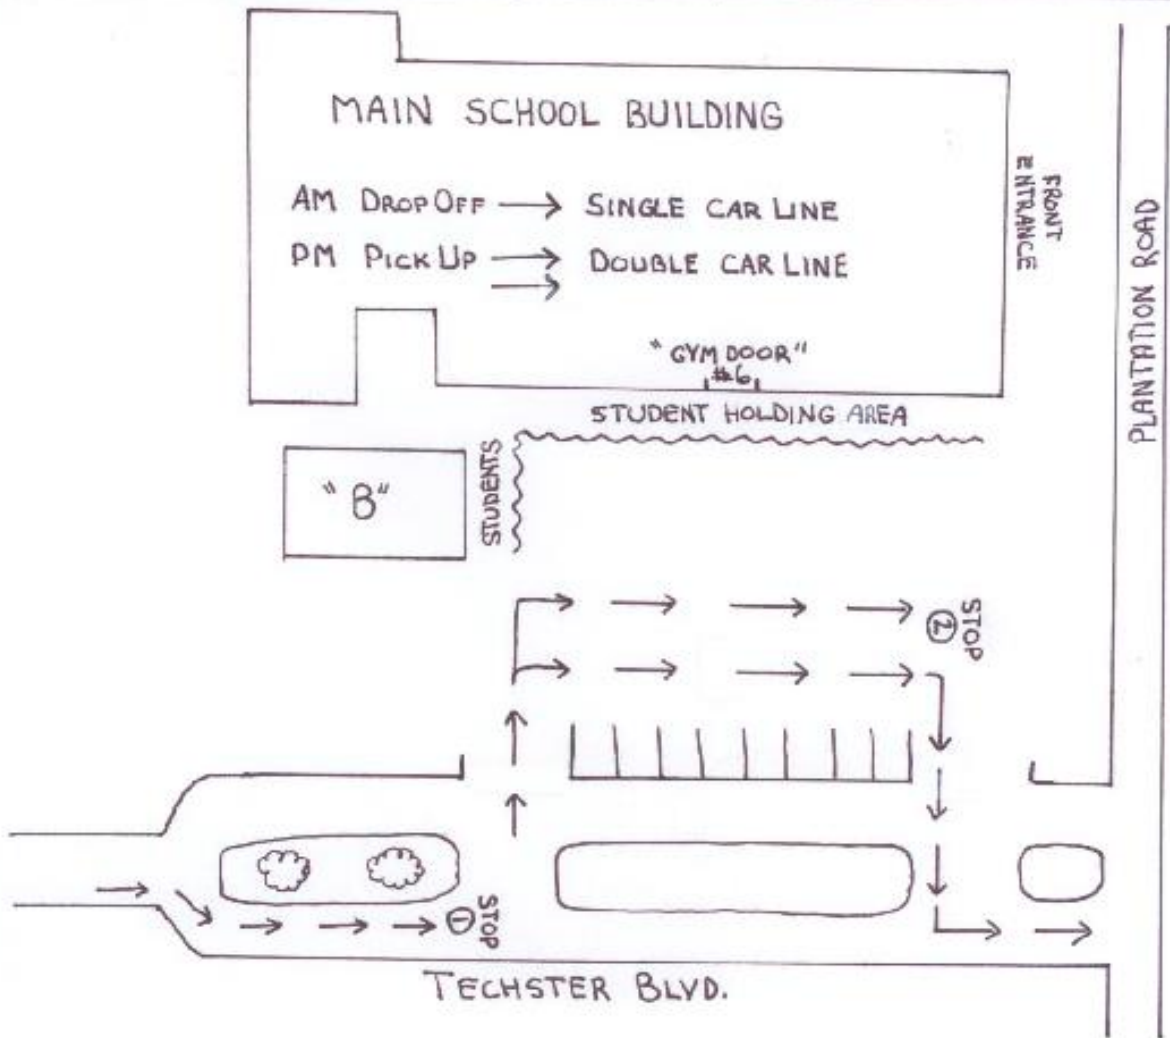 MAIN SCHOOL BUILDING
AM DROP OFF → SINGLE CAR LINE
PM PICK UP → DOUBLE CAR LINE
→
FRONT
ENTRANCE
PLANTATION ROAD
"GYM DOOR"
#6
STUDENT HOLDING AREA
STUDENTS
"B"
STOP
②
STOP
①
TECHSTER BLVD.